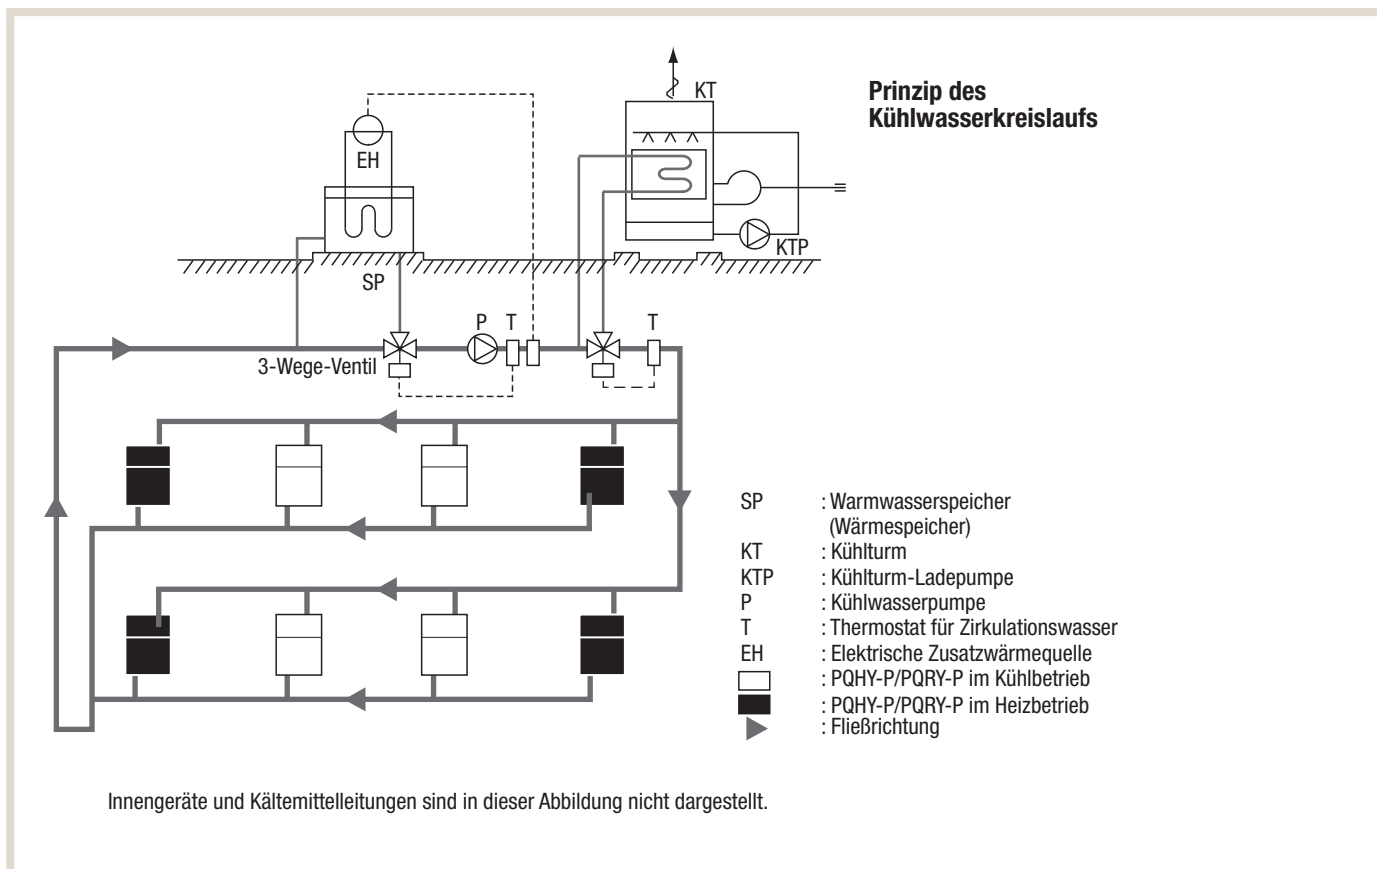 Prinzip des
Kühlwasserkreislaufs
KT
EH
KTP
SP
P
T
T
3-Wege-Ventil
SP : Warmwasserspeicher
(Wärmespeicher)
KT : Kühlturm
KTP : Kühlturm-Ladepumpe
P : Kühlwasserpumpe
T : Thermostat für Zirkulationswasser
EH : Elektrische Zusatzwärmequelle
: PQHY-P/PQRY-P im Kühlbetrieb
: PQHY-P/PQRY-P im Heizbetrieb
: Fließrichtung
Innengeräte und Kältemittelleitungen sind in dieser Abbildung nicht dargestellt.